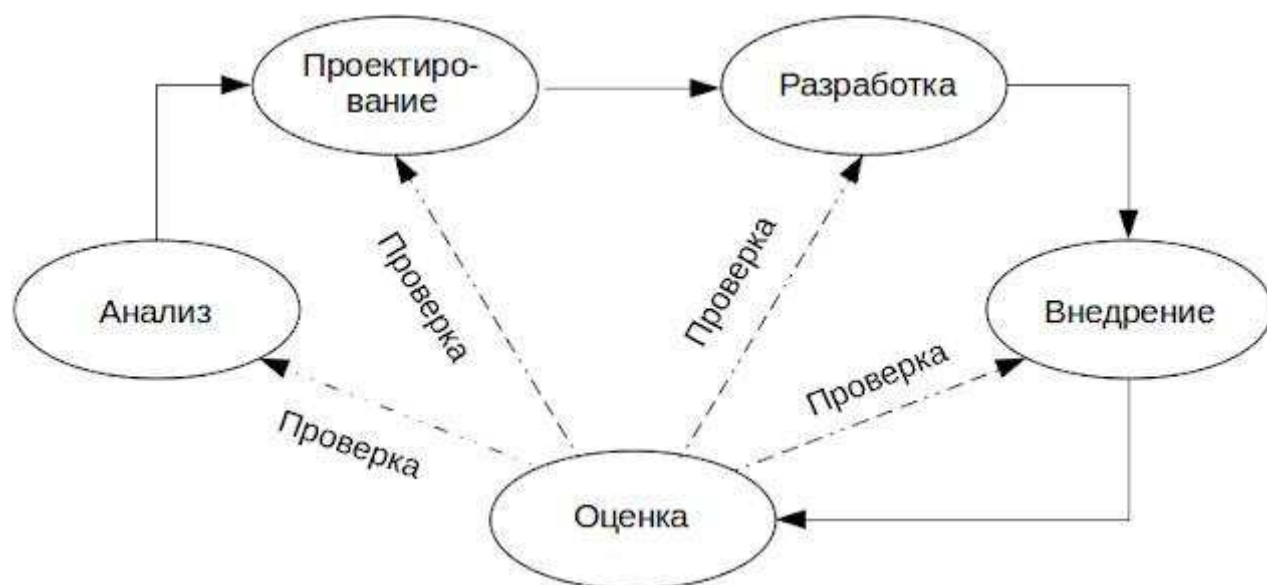 Проектиро-
вание
Разработка
Анализ
Проверка
Проверка
Внедрение
Проверка
Проверка
Оценка